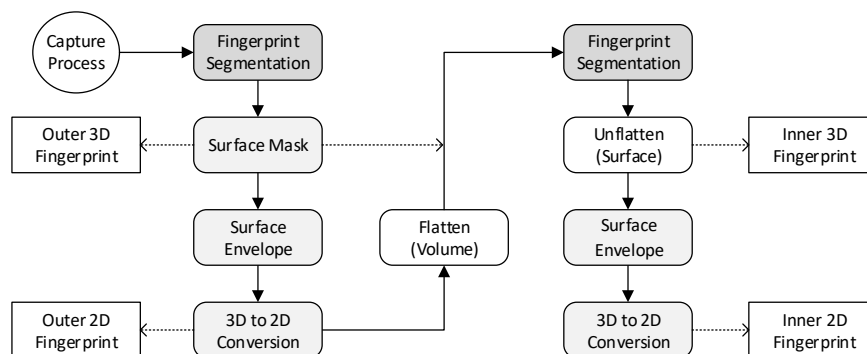 Capture
Process
Fingerprint
Segmentation
Fingerprint
Segmentation
Outer 3D
Fingerprint
Surface Mask
Unflatten
(Surface)
Inner 3D
Fingerprint
Surface
Envelope
Flatten
(Volume)
Surface
Envelope
Outer 2D
Fingerprint
3D to 2D
Conversion
3D to 2D
Conversion
Inner 2D
Fingerprint